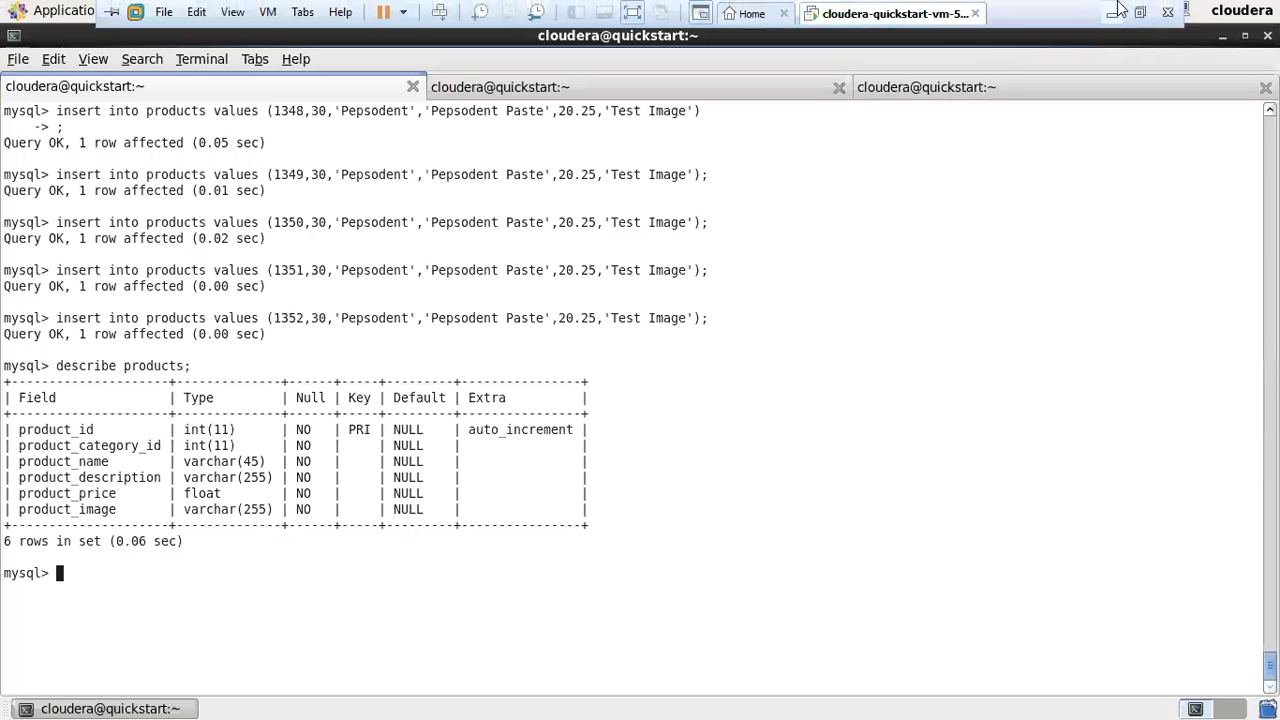 Applicatio File Edit View VM Tabs Help Home cloudera-quickstart-vm-5... cloudera
cloudera@quickstart:~
File Edit View Search Terminal Tabs Help
cloudera@quickstart:~ cloudera@quickstart:~ cloudera@quickstart:~
mysql> insert into products values (1348,30,'Pepsodent','Pepsodent Paste',20.25,'Test Image')
    -> ;
Query OK, 1 row affected (0.05 sec)
mysql> insert into products values (1349,30,'Pepsodent','Pepsodent Paste',20.25,'Test Image');
Query OK, 1 row affected (0.01 sec)
mysql> insert into products values (1350,30,'Pepsodent','Pepsodent Paste',20.25,'Test Image');
Query OK, 1 row affected (0.02 sec)
mysql> insert into products values (1351,30,'Pepsodent','Pepsodent Paste',20.25,'Test Image');
Query OK, 1 row affected (0.00 sec)
mysql> insert into products values (1352,30,'Pepsodent','Pepsodent Paste',20.25,'Test Image');
Query OK, 1 row affected (0.00 sec)
mysql> describe products;
+---------------------+--------------+------+-----+---------+----------------+
| Field               | Type         | Null | Key | Default | Extra          |
+---------------------+--------------+------+-----+---------+----------------+
| product_id          | int(11)      | NO   | PRI | NULL    | auto_increment |
| product_category_id | int(11)      | NO   |     | NULL    |                |
| product_name        | varchar(45)  | NO   |     | NULL    |                |
| product_description | varchar(255) | NO   |     | NULL    |                |
| product_price       | float        | NO   |     | NULL    |                |
| product_image       | varchar(255) | NO   |     | NULL    |                |
+---------------------+--------------+------+-----+---------+----------------+
6 rows in set (0.06 sec)
mysql>
cloudera@quickstart:~